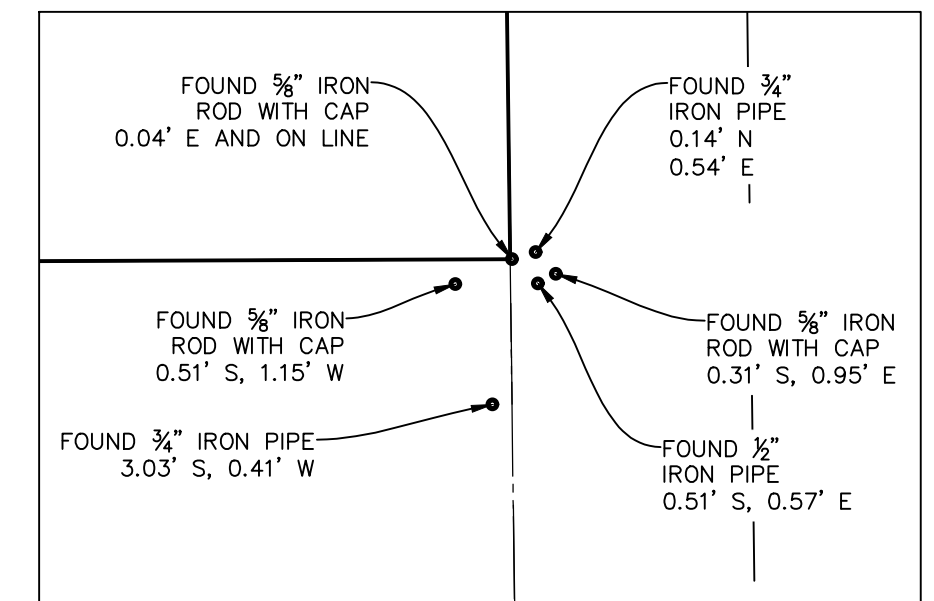 FOUND ⅝" IRON
ROD WITH CAP
0.04' E AND ON LINE
FOUND ¾"
IRON PIPE
0.14' N
0.54' E
FOUND ⅝" IRON
ROD WITH CAP
0.51' S, 1.15' W
FOUND ⅝" IRON
ROD WITH CAP
0.31' S, 0.95' E
FOUND ¾" IRON PIPE
3.03' S, 0.41' W
FOUND ½"
IRON PIPE
0.51' S, 0.57' E